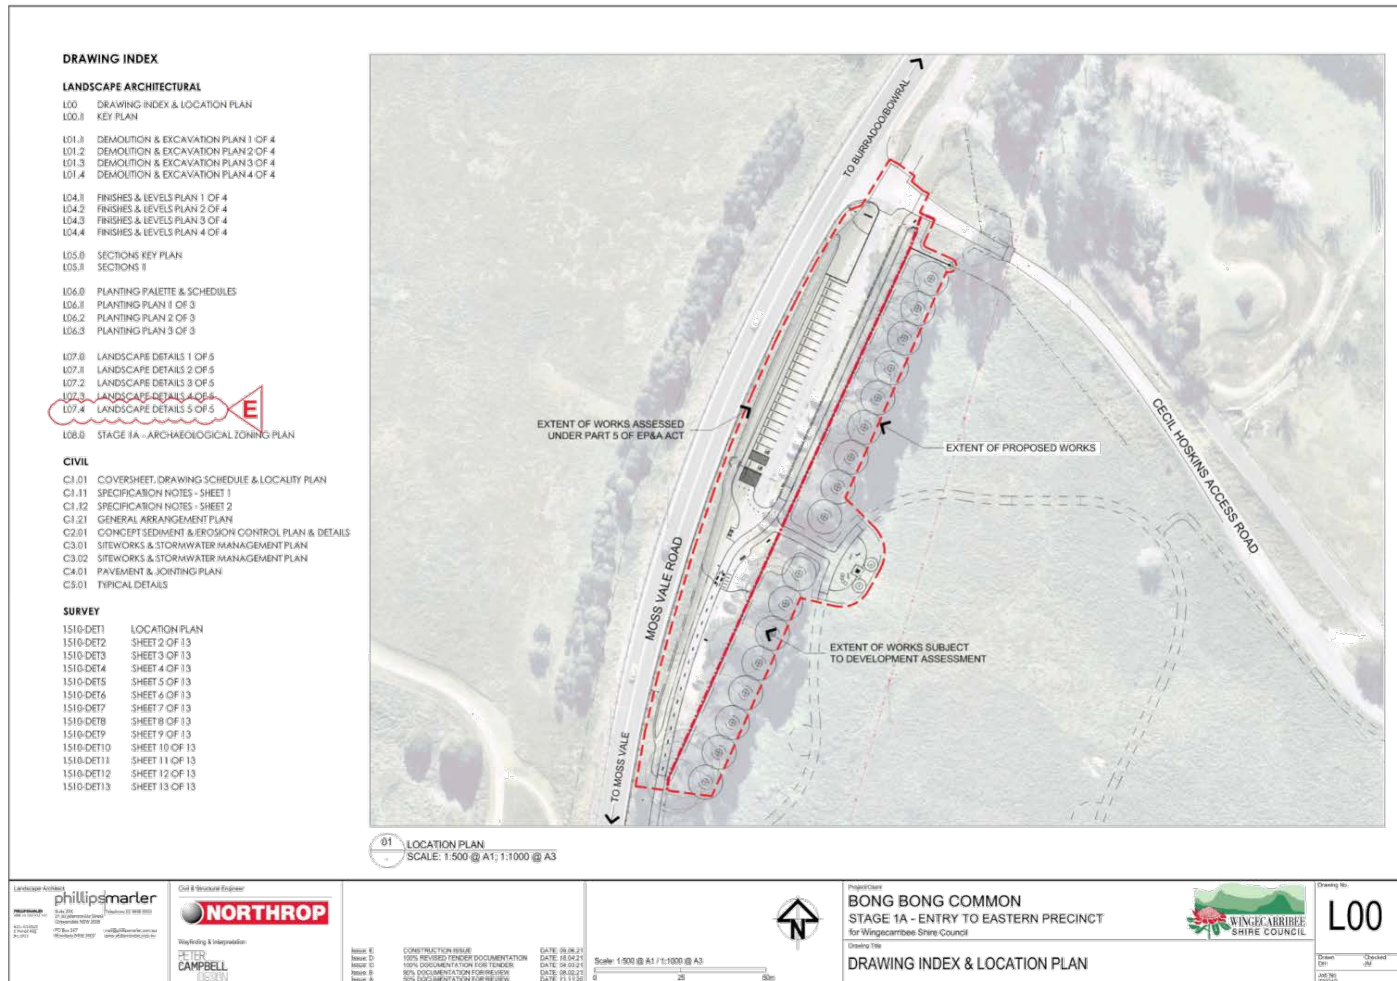 DRAWING INDEX
LANDSCAPE ARCHITECTURAL
L00 DRAWING INDEX & LOCATION PLAN
L00.1 KEY PLAN
L01.1 DEMOLITION & EXCAVATION PLAN 1 OF 4
L01.2 DEMOLITION & EXCAVATION PLAN 2 OF 4
L01.3 DEMOLITION & EXCAVATION PLAN 3 OF 4
L01.4 DEMOLITION & EXCAVATION PLAN 4 OF 4
L04.1 FINISHES & LEVELS PLAN 1 OF 4
L04.2 FINISHES & LEVELS PLAN 2 OF 4
L04.3 FINISHES & LEVELS PLAN 3 OF 4
L04.4 FINISHES & LEVELS PLAN 4 OF 4
L05.0 SECTIONS KEY PLAN
L05.1 SECTIONS 1
L06.0 PLANTING PALETTE & SCHEDULES
L06.1 PLANTING PLAN 1 OF 3
L06.2 PLANTING PLAN 2 OF 3
L06.3 PLANTING PLAN 3 OF 3
L07.0 LANDSCAPE DETAILS 1 OF 5
L07.1 LANDSCAPE DETAILS 2 OF 5
L07.2 LANDSCAPE DETAILS 3 OF 5
L07.3 LANDSCAPE DETAILS 4 OF 5
L07.4 LANDSCAPE DETAILS 5 OF 5
E
L08.0 STAGE 1A - ARCHAEOLOGICAL ZONING PLAN
CIVIL
C1.01 COVERSHEET, DRAWING SCHEDULE & LOCALITY PLAN
C1.11 SPECIFICATION NOTES - SHEET 1
C1.12 SPECIFICATION NOTES - SHEET 2
C1.21 GENERAL ARRANGEMENT PLAN
C2.01 CONCEPT SEDIMENT & EROSION CONTROL PLAN & DETAILS
C3.01 SITEWORKS & STORMWATER MANAGEMENT PLAN
C3.02 SITEWORKS & STORMWATER MANAGEMENT PLAN
C4.01 PAVEMENT & JOINTING PLAN
C5.01 TYPICAL DETAILS
SURVEY
1510-DET1 LOCATION PLAN
1510-DET2 SHEET 2 OF 13
1510-DET3 SHEET 3 OF 13
1510-DET4 SHEET 4 OF 13
1510-DET5 SHEET 5 OF 13
1510-DET6 SHEET 6 OF 13
1510-DET7 SHEET 7 OF 13
1510-DET8 SHEET 8 OF 13
1510-DET9 SHEET 9 OF 13
1510-DET10 SHEET 10 OF 13
1510-DET11 SHEET 11 OF 13
1510-DET12 SHEET 12 OF 13
1510-DET13 SHEET 13 OF 13
TO BURRADOO/BOWRAL
EXTENT OF WORKS ASSESSED
UNDER PART 5 OF EP&A ACT
EXTENT OF PROPOSED WORKS
CECIL HOSKINS ACCESS ROAD
MOSS VALE ROAD
EXTENT OF WORKS SUBJECT
TO DEVELOPMENT ASSESSMENT
TO MOSS VALE
01 LOCATION PLAN
SCALE: 1:500 @ A1; 1:1000 @ A3
Landscape Architect
phillipsmarler
Civil & Structural Engineer
NORTHROP
Wayfinding & Interpretation
PETER
CAMPBELL
DESIGN
Issue: E CONSTRUCTION ISSUE
Issue: D 100% REVISED TENDER DOCUMENTATION
Issue: C 100% DOCUMENTATION FOR TENDER
Issue: B 90% DOCUMENTATION FOR REVIEW
N
Scale: 1:500 @ A1 / 1:1000 @ A3
0 25 50m
Project/Client
BONG BONG COMMON
STAGE 1A - ENTRY TO EASTERN PRECINCT
for Wingecarribee Shire Council
WINGECARRIBEE
SHIRE COUNCIL
Drawing Title
DRAWING INDEX & LOCATION PLAN
Drawing No.
L00
Drawn Checked
Job No.